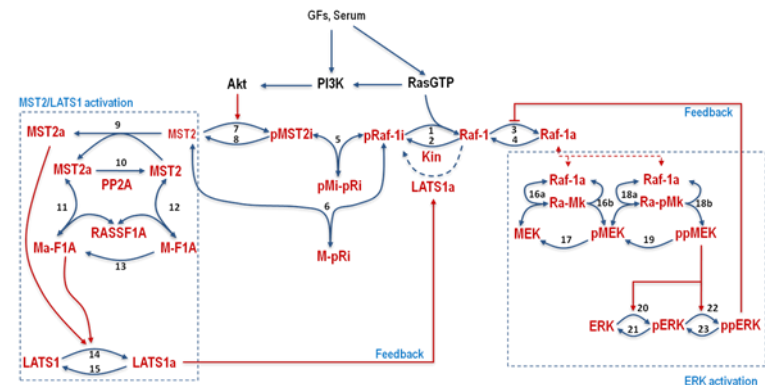 GFs, Serum
Akt
PI3K
RasGTP
MST2/LATS1 activation
Feedback
MST2a
9
MST2
7
8
pMST2i
5
pRaf-1i
1
2
Kin
Raf-1
3
4
Raf-1a
MST2a
10
PP2A
MST2
pMi-pRi
LATS1a
Raf-1a
Raf-1a
16a
Ra-Mk
16b
18a
Ra-pMk
18b
11
12
6
RASSF1A
MEK
pMEK
ppMEK
17
19
Ma-F1A
M-F1A
13
M-pRi
20
22
ERK
pERK
ppERK
21
23
14
LATS1
LATS1a
15
Feedback
ERK activation